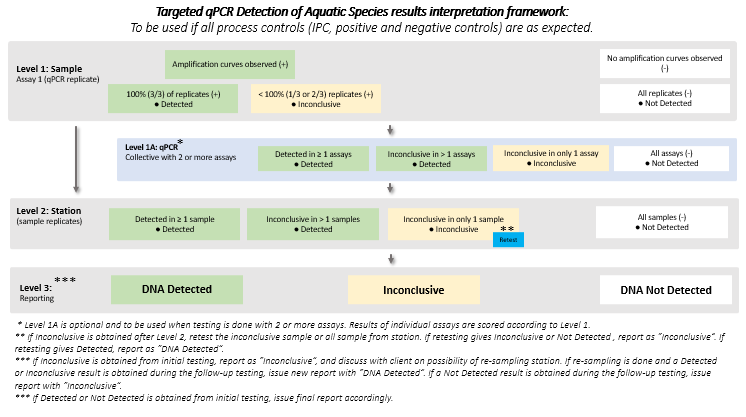 Targeted qPCR Detection of Aquatic Species results interpretation framework:
To be used if all process controls (IPC, positive and negative controls) are as expected.
Level 1: Sample
Assay 1 (qPCR replicate)
Amplification curves observed (+)
No amplification curves observed
(-)
100% (3/3) of replicates (+)
● Detected
< 100% (1/3 or 2/3) replicates (+)
● Inconclusive
All replicates (-)
● Not Detected
Level 1A: qPCR*
Collective with 2 or more assays
Detected in ≥ 1 assays
● Detected
Inconclusive in > 1 assays
● Detected
Inconclusive in only 1 assay
● Inconclusive
All assays (-)
● Not Detected
Level 2: Station
(sample replicates)
Detected in ≥ 1 sample
● Detected
Inconclusive in > 1 samples
● Detected
Inconclusive in only 1 sample
● Inconclusive
**
Retest
All samples (-)
● Not Detected
Level 3: ***
Reporting
DNA Detected
Inconclusive
DNA Not Detected
* Level 1A is optional and to be used when testing is done with 2 or more assays. Results of individual assays are scored according to Level 1.
** If Inconclusive is obtained after Level 2, retest the inconclusive sample or all sample from station. If retesting gives Inconclusive or Not Detected , report as “Inconclusive”. If
retesting gives Detected, report as “DNA Detected”.
*** If Inconclusive is obtained from initial testing, report as “Inconclusive”, and discuss with client on possibility of re-sampling station. If re-sampling is done and a Detected
or Inconclusive result is obtained during the follow-up testing, issue new report with “DNA Detected”. If a Not Detected result is obtained during the follow-up testing, issue
report with “Inconclusive”.
*** If Detected or Not Detected is obtained from initial testing, issue final report accordingly.